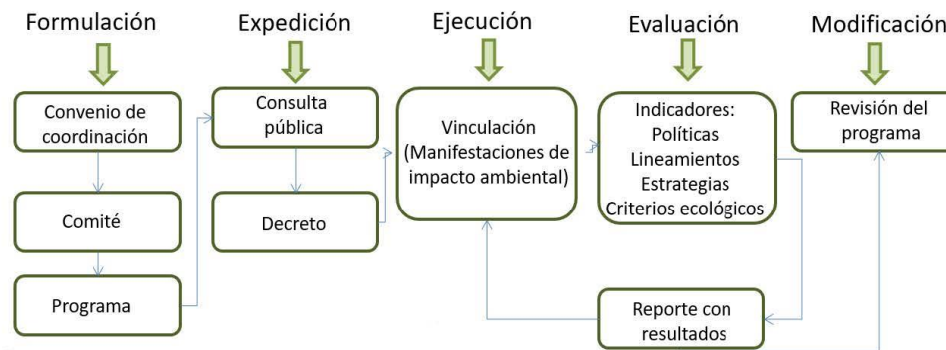 Formulación
Expedición
Ejecución
Evaluación
Modificación
Convenio de
coordinación
Comité
Programa
Consulta
pública
Decreto
Vinculación
(Manifestaciones de
impacto ambiental)
Indicadores:
Políticas
Lineamientos
Estrategias
Criterios ecológicos
Reporte con
resultados
Revisión del
programa